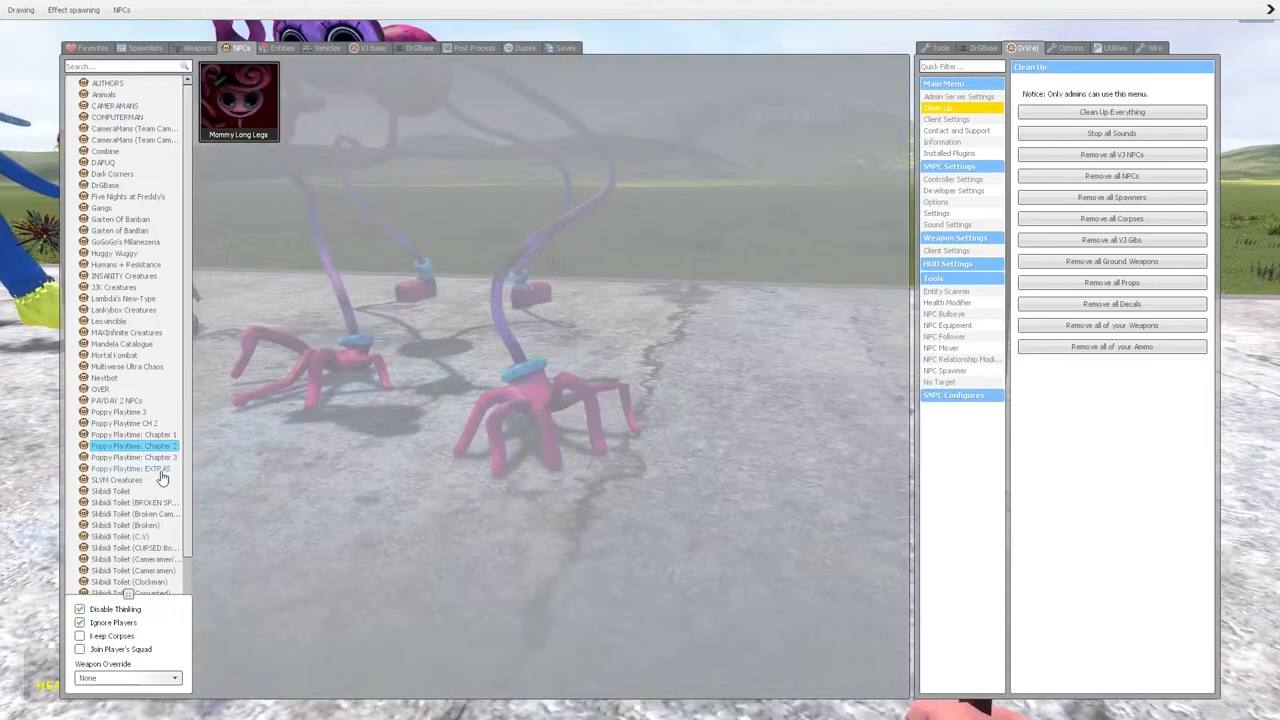 Drawing Effect spawning NPCs
Favorites Spawnlists Weapons NPCs Entities Vehicles VJ Base DrGBase Post Process Dupes Saves
Search...
AUTHORS
Animals
CAMERAMANS
COMPUTERMAN
CameraMans (Team Cam...
CameraMans (Team Cam...
Combine
DAFUQ
Dark Corners
DrGBase
Five Nights at Freddy's
Gangs
Garten Of Banban
Garten of BanBan
GoGoGo's Milanezeria
Huggy Wuggy
Humans + Resistance
INSANITY Creatures
JJK Creatures
Lambda's New-Type
Lankybox Creatures
Leovincible
MAXInfinite Creatures
Mandela Catalogue
Mortal Kombat
Multiverse Ultra Chaos
Nextbot
OVER
PAYDAY 2 NPCs
Poppy Playtime 3
Poppy Playtime CH 2
Poppy Playtime: Chapter 1
Poppy Playtime: Chapter 2
Poppy Playtime: Chapter 3
Poppy Playtime: EXTRAS
SLVM Creatures
Skibidi Toilet
Skibidi Toilet (BROKEN SP...
Skibidi Toilet (Broken Cam...
Skibidi Toilet (Broken)
Skibidi Toilet (C.V)
Skibidi Toilet (CURSED Bo...
Skibidi Toilet (Cameramen'...
Skibidi Toilet (Cameramen)
Skibidi Toilet (Clockman)
Disable Thinking
Ignore Players
Keep Corpses
Join Player's Squad
Weapon Override
None
Mommy Long Legs
Tools DrGBase DrVrej Options Utilities Wire
Quick Filter...
Main Menu
Admin Server Settings
Clean Up
Client Settings
Contact and Support
Information
Installed Plugins
SNPC Settings
Controller Settings
Developer Settings
Options
Settings
Sound Settings
Weapon Settings
Client Settings
HUD Settings
Tools
Entity Scanner
Health Modifier
NPC Bullseye
NPC Equipment
NPC Follower
NPC Mover
NPC Relationship Modi...
NPC Spawner
No Target
SNPC Configures
Clean Up
Notice: Only admins can use this menu.
Clean Up Everything
Stop all Sounds
Remove all VJ NPCs
Remove all NPCs
Remove all Spawners
Remove all Corpses
Remove all VJ Gibs
Remove all Ground Weapons
Remove all Props
Remove all Decals
Remove all of your Weapons
Remove all of your Ammo